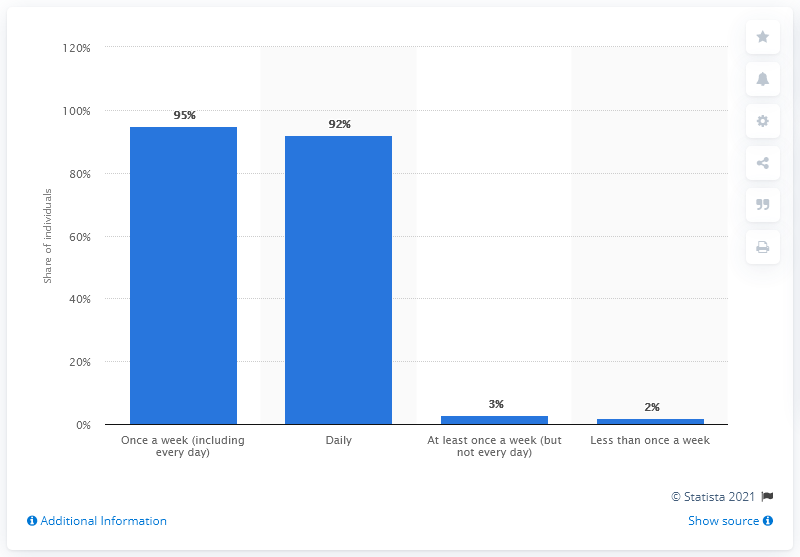 120%
100%
80%
60%
40%
20%
0%
Share of individuals
95%
92%
3%
2%
Once a week (including
every day)
Daily
At least once a week (but
not every day)
Less than once a week
© Statista 2021
Additional Information
Show source